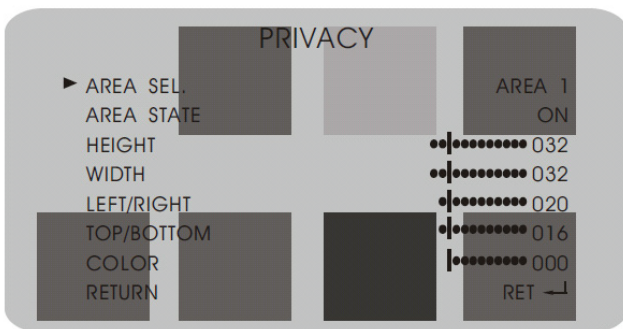 PRIVACY
AREA SEL. AREA 1
AREA STATE ON
HEIGHT 032
WIDTH 032
LEFT/RIGHT 020
TOP/BOTTOM 016
COLOR 000
RETURN RET